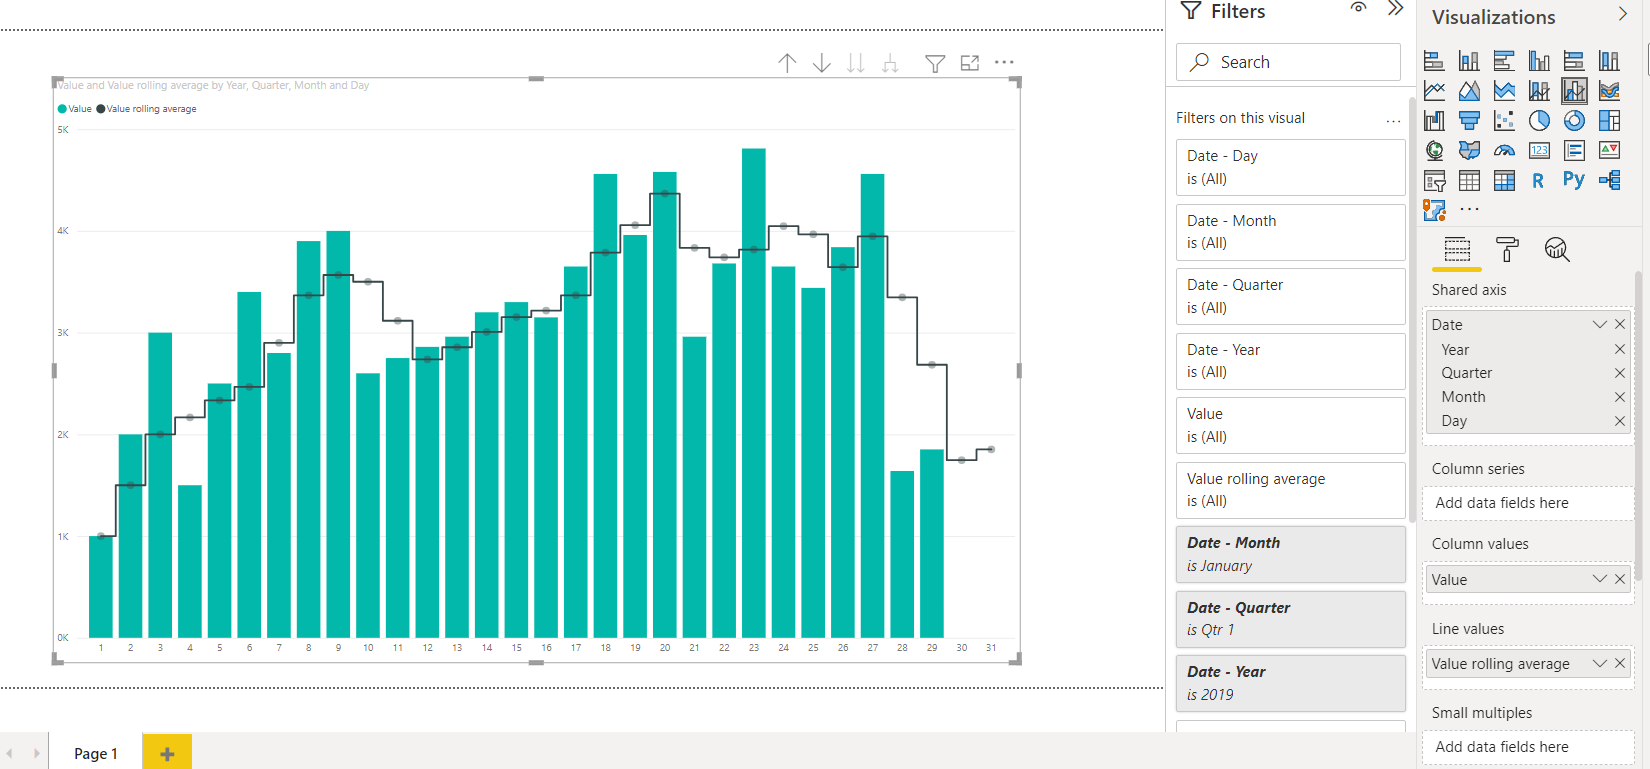 Value and Value rolling average by Year, Quarter, Month and Day
Value Value rolling average
5K
4K
3K
2K
1K
0K
1 2 3 4 5 6 7 8 9 10 11 12 13 14 15 16 17 18 19 20 21 22 23 24 25 26 27 28 29 30 31
Page 1
Filters
Search
Filters on this visual
Date - Day
is (All)
Date - Month
is (All)
Date - Quarter
is (All)
Date - Year
is (All)
Value
is (All)
Value rolling average
is (All)
Date - Month
is January
Date - Quarter
is Qtr 1
Date - Year
is 2019
Visualizations
123
R Py
Shared axis
Date
Year
Quarter
Month
Day
Column series
Add data fields here
Column values
Value
Line values
Value rolling average
Small multiples
Add data fields here